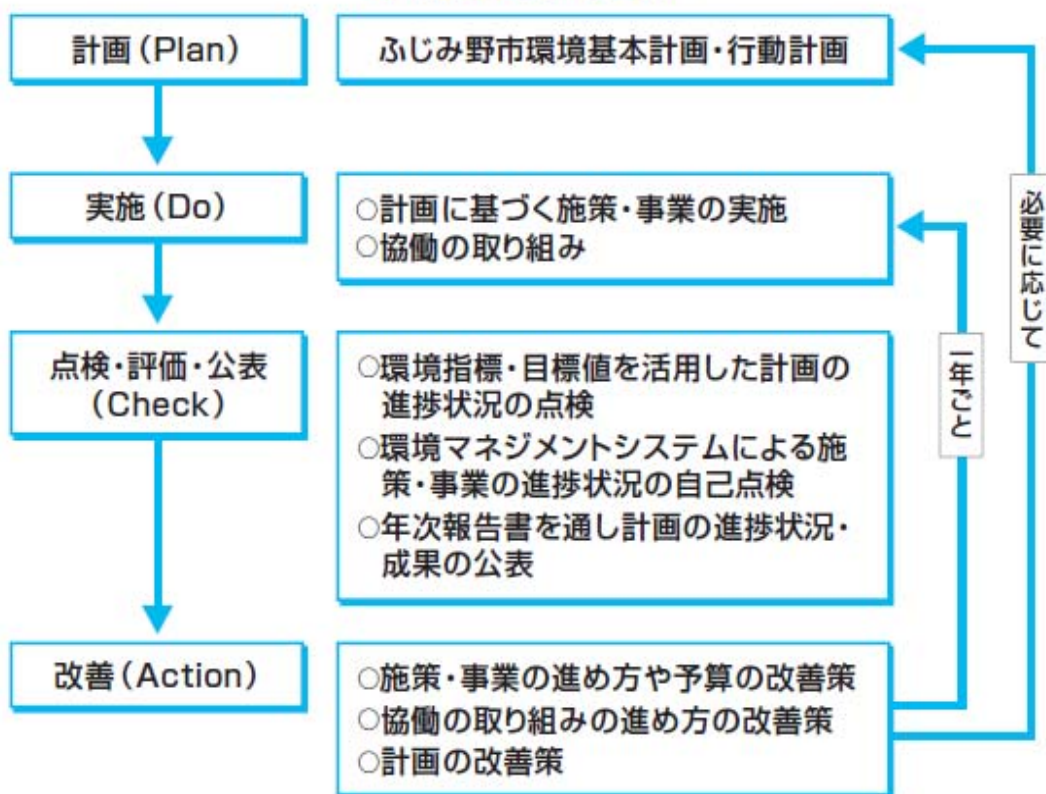 計画(Plan)
ふじみ野市環境基本計画・行動計画
実施(Do)
○計画に基づく施策・事業の実施
○協働の取り組み
点検・評価・公表
(Check)
○環境指標・目標値を活用した計画の
進捗状況の点検
○環境マネジメントシステムによる施
策・事業の進捗状況の自己点検
○年次報告書を通し計画の進捗状況・
成果の公表
改善(Action)
○施策・事業の進め方や予算の改善策
○協働の取り組みの進め方の改善策
○計画の改善策
一年ごと
必要に応じて